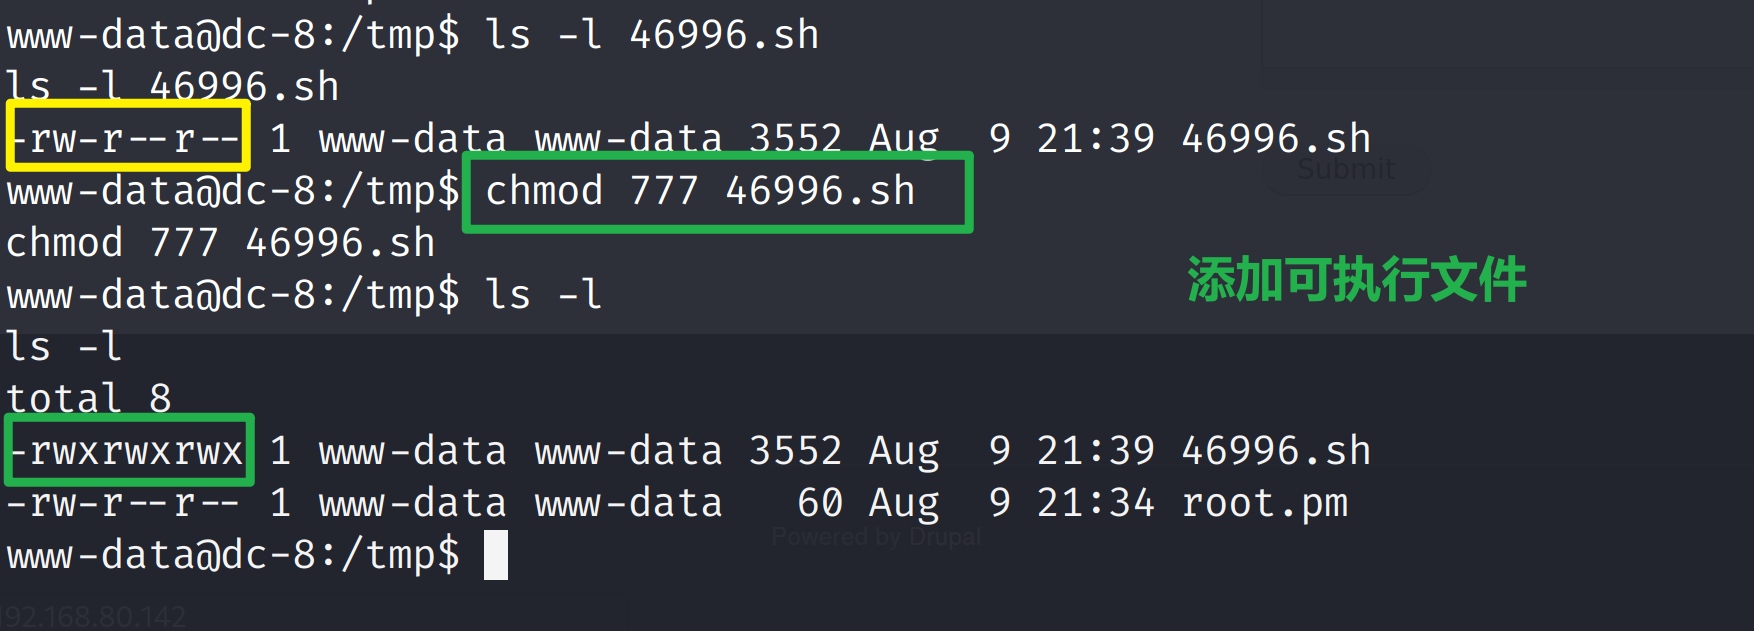 www-data@dc-8:/tmp$ ls -l 46996.sh
ls -l 46996.sh
-rw-r--r-- 1 www-data www-data 3552 Aug  9 21:39 46996.sh
Submit
www-data@dc-8:/tmp$ chmod 777 46996.sh
chmod 777 46996.sh
添加可执行文件
www-data@dc-8:/tmp$ ls -l
ls -l
total 8
-rwxrwxrwx 1 www-data www-data 3552 Aug  9 21:39 46996.sh
-rw-r--r-- 1 www-data www-data   60 Aug  9 21:34 root.pm
Powered by Drupal
www-data@dc-8:/tmp$
192.168.80.142